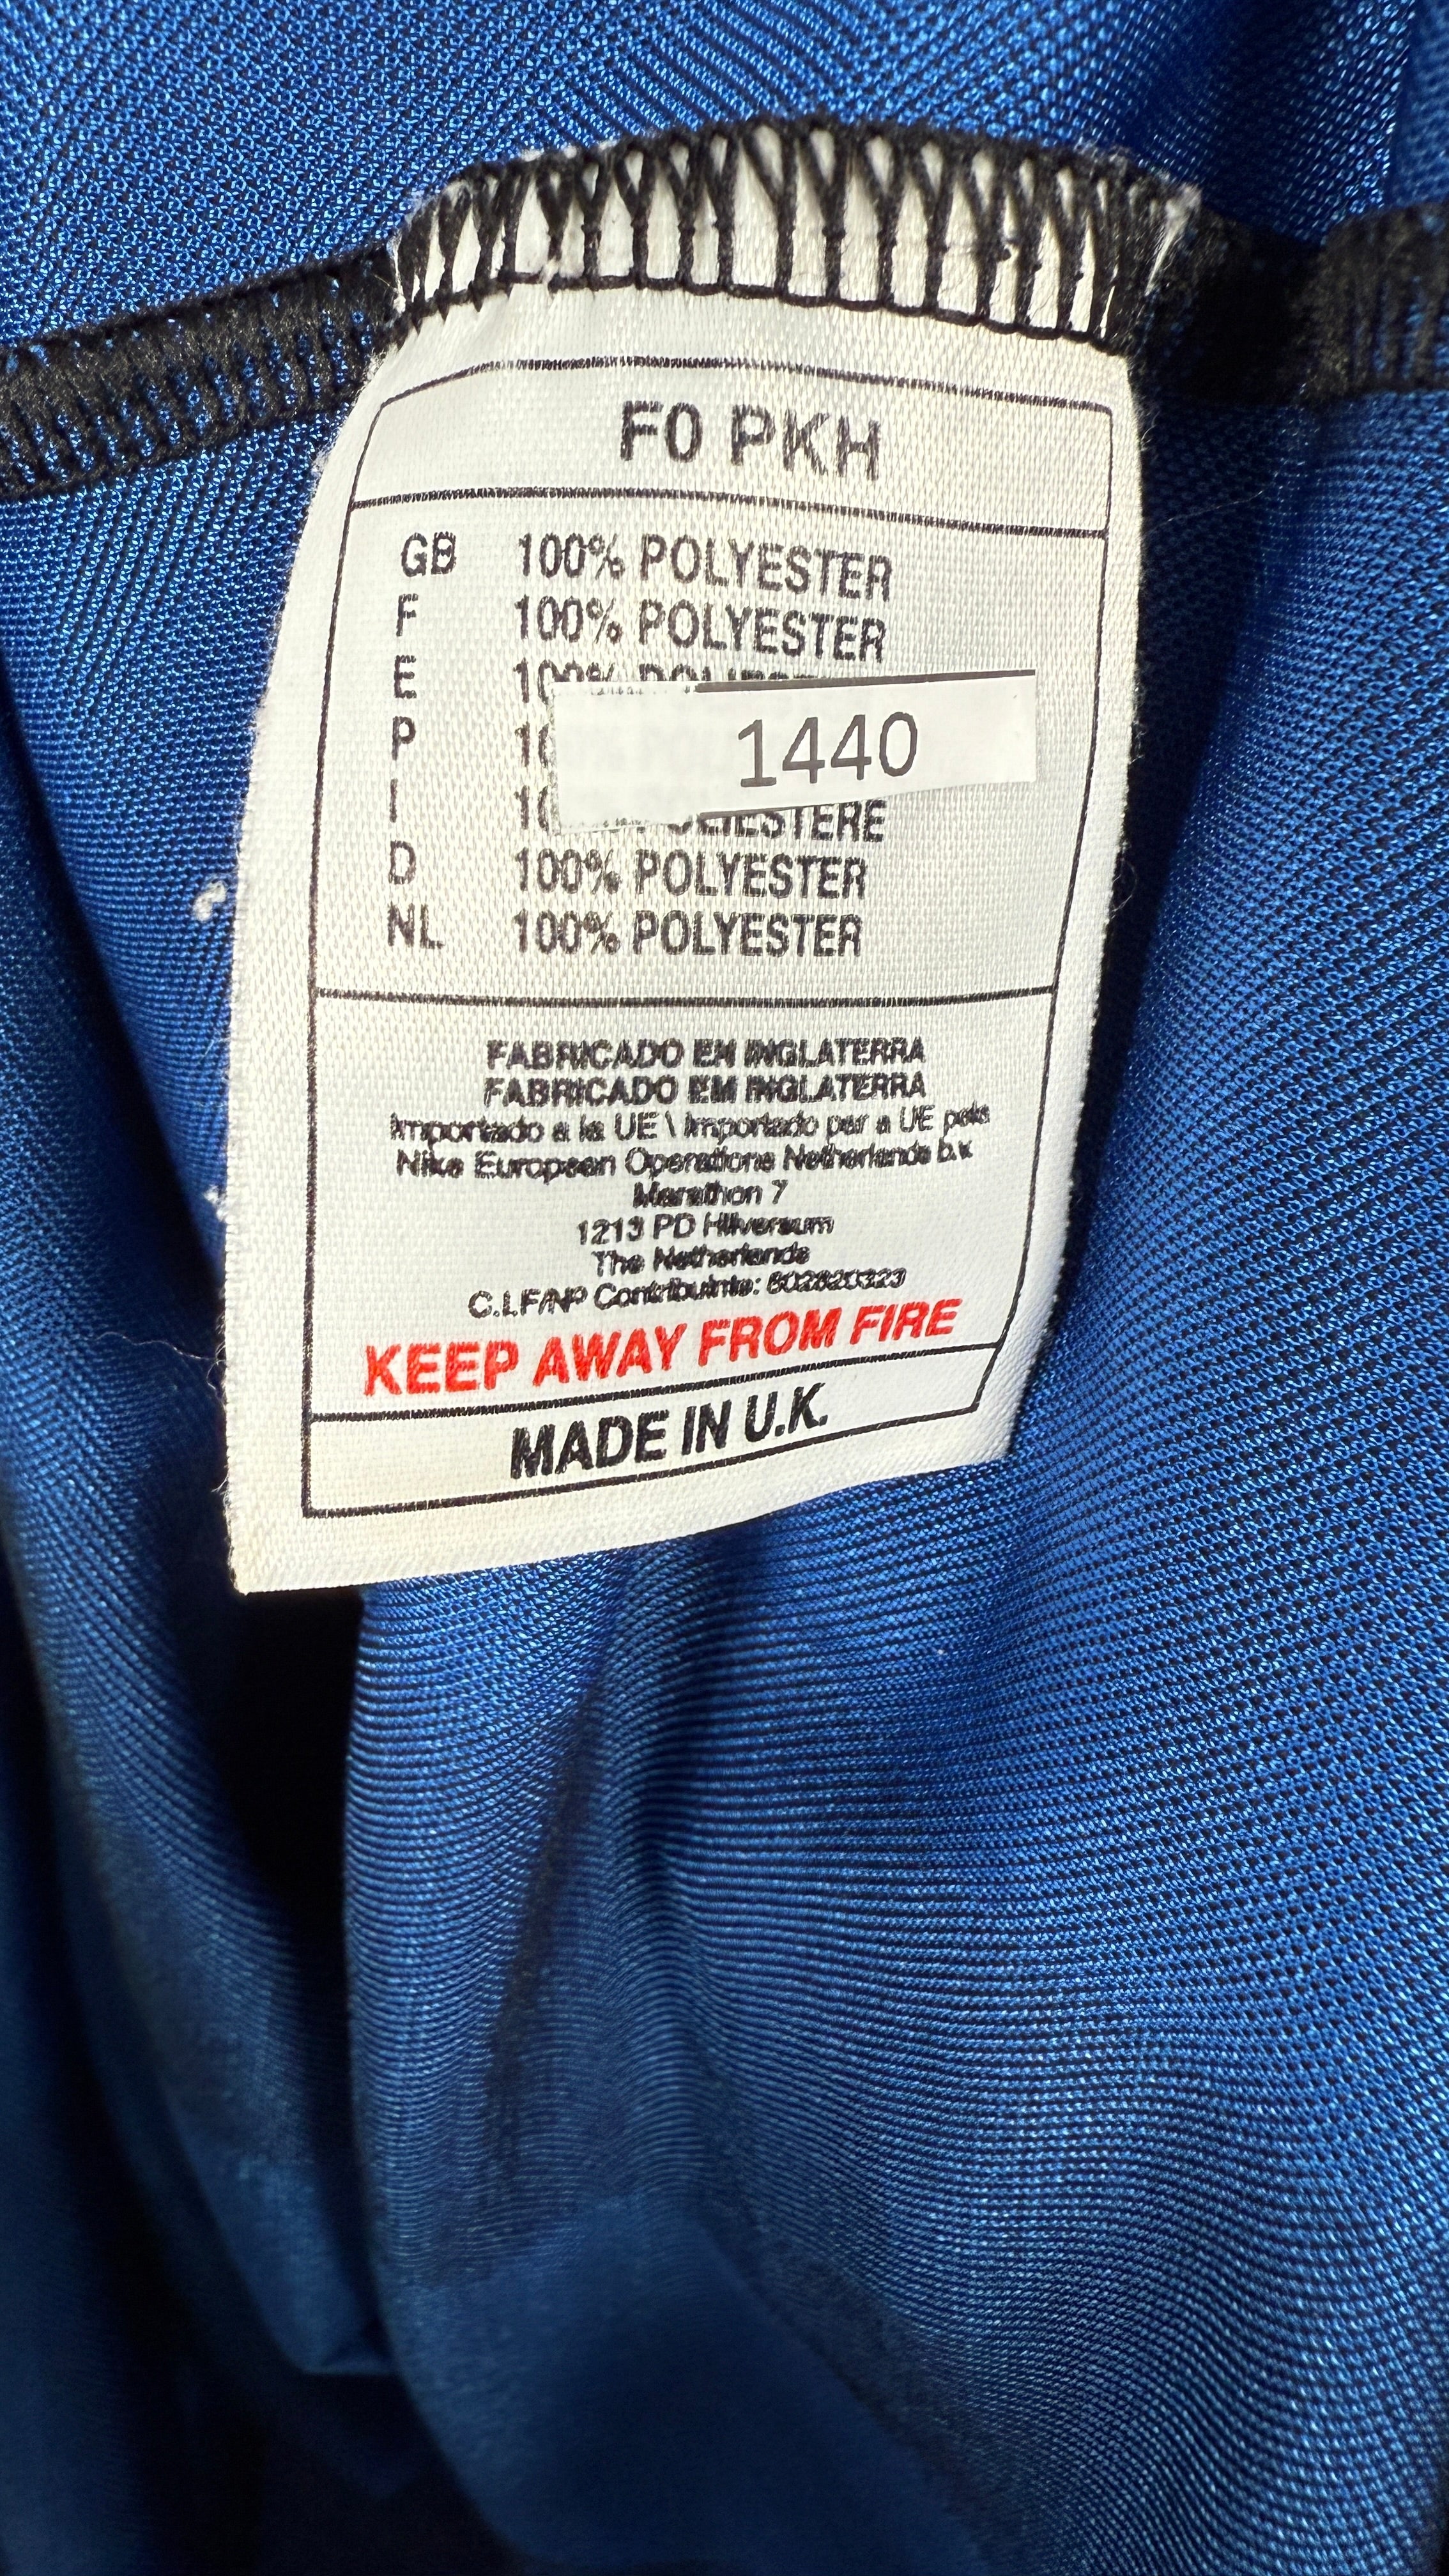 F0 PKH
GB 100% POLYESTER
F 100% POLYESTER
E
P
1440
I POLIESTERE
D 100% POLYESTER
NL 100% POLYESTER
FABRICADO EN INGLATERRA
FABRICADO EM INGLATERRA
Importado a la UE \ Importado par a UE pela
Nike European Operations Netherlands b.v.
Marathon 7
1213 PD Hilversum
The Netherlands
KEEP AWAY FROM FIRE
MADE IN U.K.